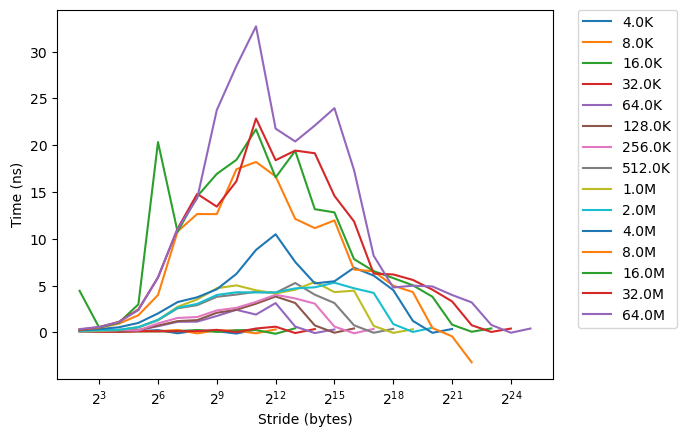 30
25
20
15
10
5
0
Time (ns)
2^3
2^6
2^9
2^12
2^15
2^18
2^21
2^24
Stride (bytes)
4.0K
8.0K
16.0K
32.0K
64.0K
128.0K
256.0K
512.0K
1.0M
2.0M
4.0M
8.0M
16.0M
32.0M
64.0M